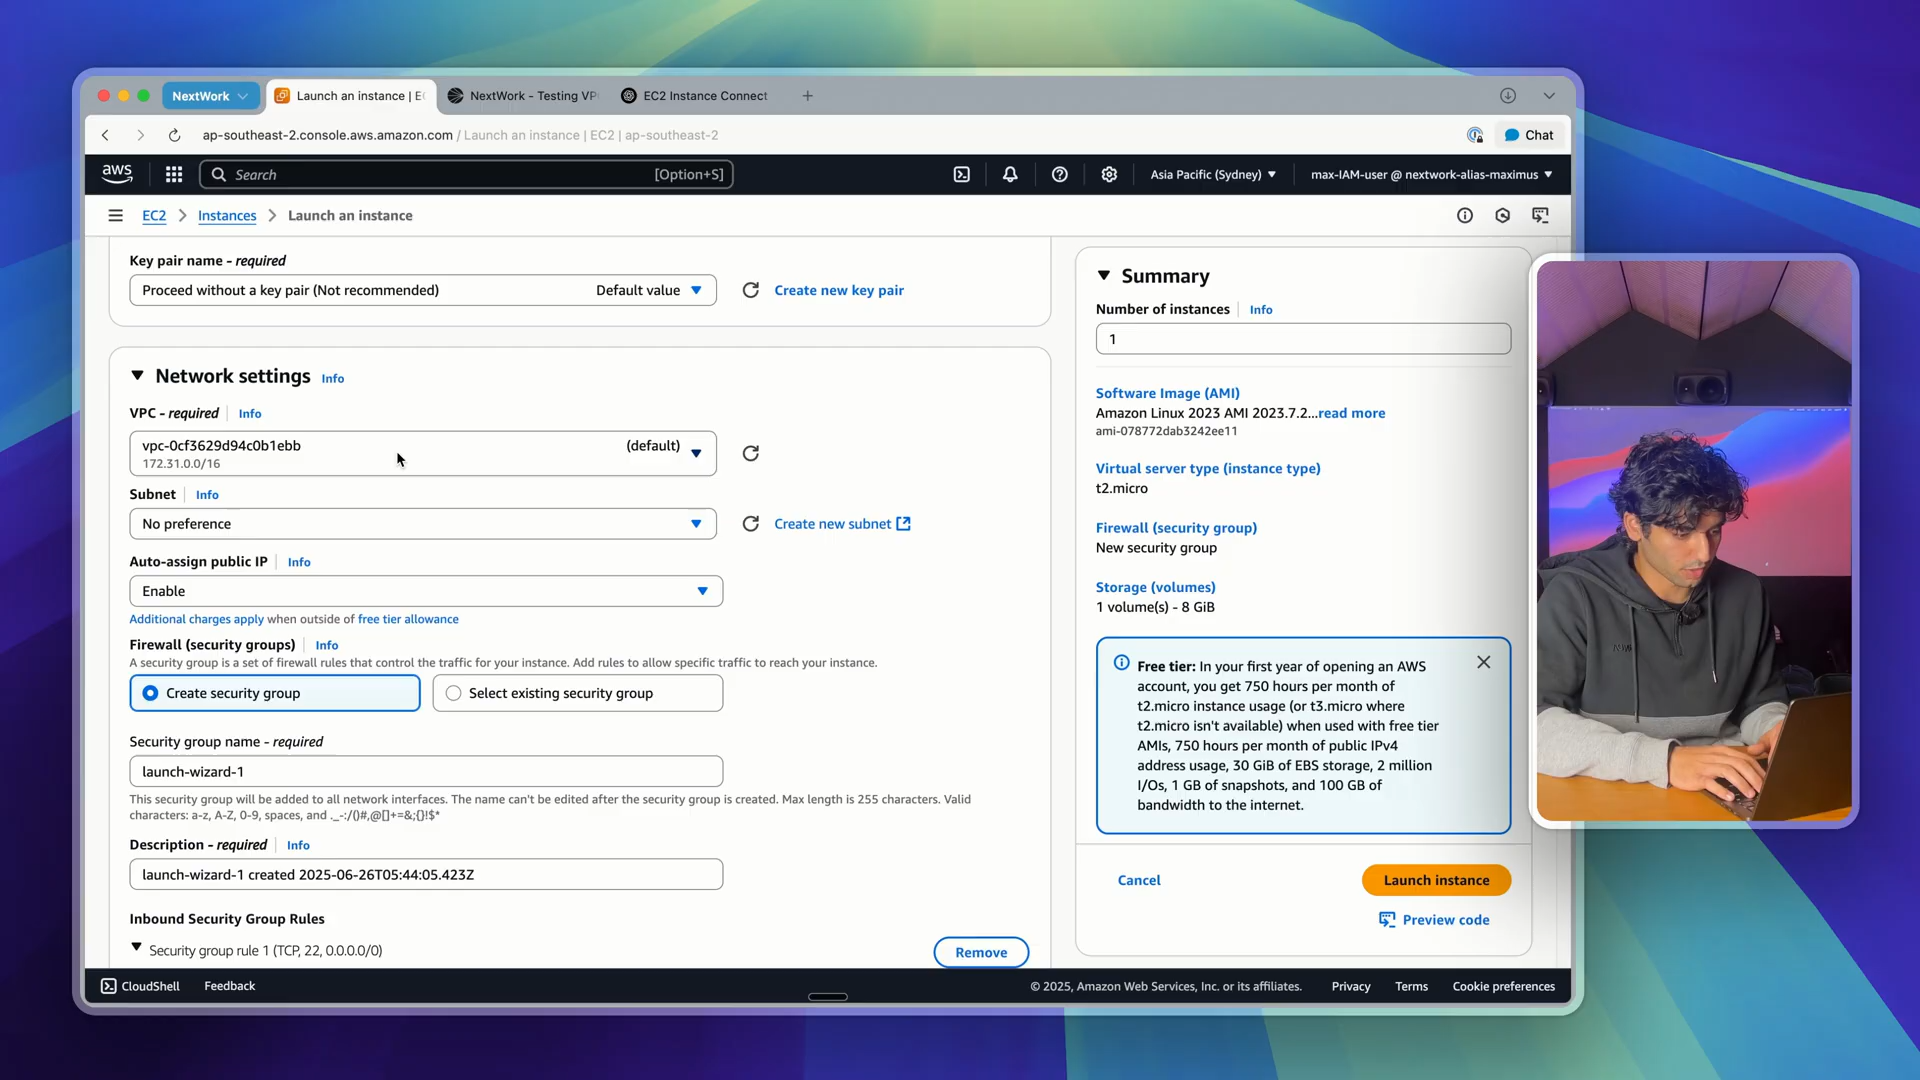 NextWork
Launch an instance | EC
NextWork - Testing VP
EC2 Instance Connect
ap-southeast-2.console.aws.amazon.com / Launch an instance | EC2 | ap-southeast-2
Chat
aws
Search
[Option+S]
Asia Pacific (Sydney)
max-IAM-user @ nextwork-alias-maximus
EC2
Instances
Launch an instance
Key pair name - required
Proceed without a key pair (Not recommended)
Default value
Create new key pair
Network settings Info
VPC - required Info
vpc-0cf3629d94c0b1ebb
(default)
172.31.0.0/16
Subnet Info
No preference
Create new subnet
Auto-assign public IP Info
Enable
Additional charges apply when outside of free tier allowance
Firewall (security groups) Info
A security group is a set of firewall rules that control the traffic for your instance. Add rules to allow specific traffic to reach your instance.
Create security group
Select existing security group
Security group name - required
launch-wizard-1
This security group will be added to all network interfaces. The name can't be edited after the security group is created. Max length is 255 characters. Valid
characters: a-z, A-Z, 0-9, spaces, and ._-:/()#,@[]+=&;{}!$*
Description - required Info
launch-wizard-1 created 2025-06-26T05:44:05.423Z
Inbound Security Group Rules
Security group rule 1 (TCP, 22, 0.0.0.0/0)
Remove
Summary
Number of instances Info
1
Software Image (AMI)
Amazon Linux 2023 AMI 2023.7.2...read more
ami-078772dab3242ee11
Virtual server type (instance type)
t2.micro
Firewall (security group)
New security group
Storage (volumes)
1 volume(s) - 8 GiB
Free tier: In your first year of opening an AWS
account, you get 750 hours per month of
t2.micro instance usage (or t3.micro where
t2.micro isn't available) when used with free tier
AMIs, 750 hours per month of public IPv4
address usage, 30 GiB of EBS storage, 2 million
I/Os, 1 GB of snapshots, and 100 GB of
bandwidth to the internet.
Cancel
Launch instance
Preview code
CloudShell
Feedback
© 2025, Amazon Web Services, Inc. or its affiliates.
Privacy
Terms
Cookie preferences